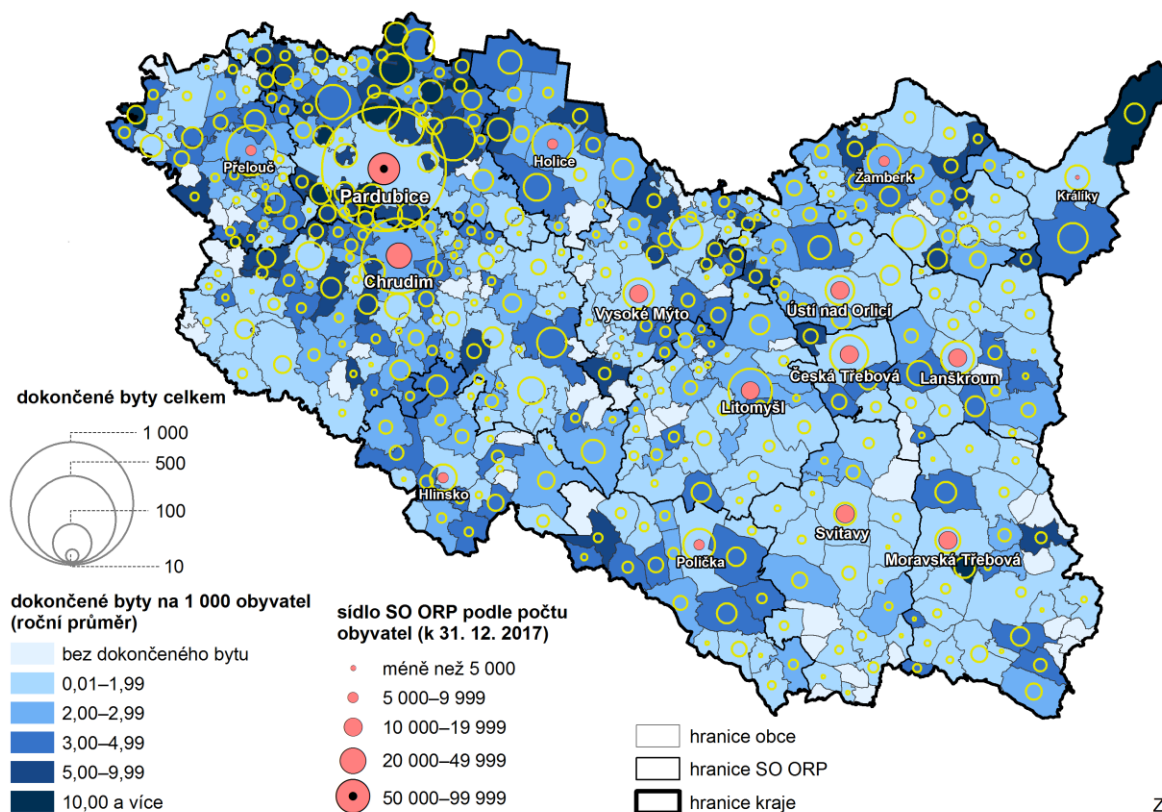 Přelouč
Pardubice
Holice
Žamberk
Králíky
Chrudim
Vysoké Mýto
Ústí nad Orlicí
Česká Třebová
Lanškroun
Litomyšl
Hlinsko
Svitavy
Polička
Moravská Třebová
dokončené byty celkem
1 000
500
100
10
dokončené byty na 1 000 obyvatel
(roční průměr)
bez dokončeného bytu
0,01–1,99
2,00–2,99
3,00–4,99
5,00–9,99
10,00 a více
sídlo SO ORP podle počtu
obyvatel (k 31. 12. 2017)
méně než 5 000
5 000–9 999
10 000–19 999
20 000–49 999
50 000–99 999
hranice obce
hranice SO ORP
hranice kraje
Z